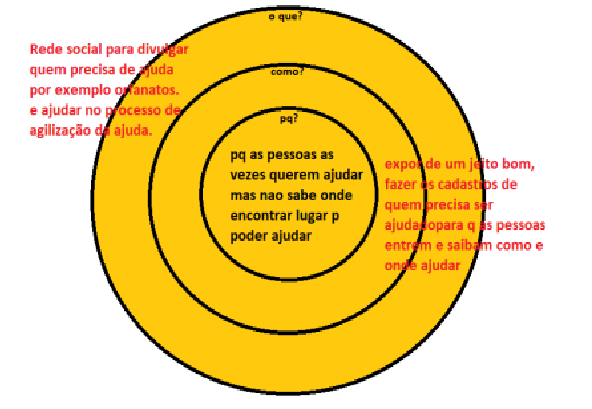 o que?
Rede social para divulgar
quem precisa de ajuda
por exemplo orfanatos.
e ajudar no processo de
agilização da ajuda.
como?
pq?
pq as pessoas as
vezes querem ajudar
mas nao sabe onde
encontrar lugar p
poder ajudar
expor de um jeito bom,
fazer os cadastros de
quem precisa ser
ajudadopara q as pessoas
entrem e saibam como e
onde ajudar